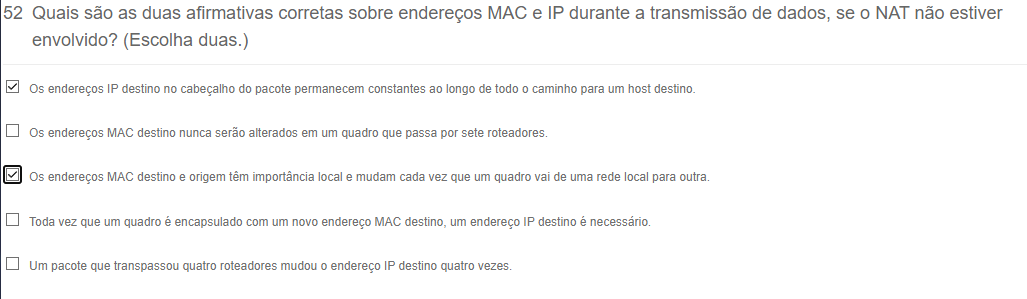 52 Quais são as duas afirmativas corretas sobre endereços MAC e IP durante a transmissão de dados, se o NAT não estiver
envolvido? (Escolha duas.)
Os endereços IP destino no cabeçalho do pacote permanecem constantes ao longo de todo o caminho para um host destino.
Os endereços MAC destino nunca serão alterados em um quadro que passa por sete roteadores.
Os endereços MAC destino e origem têm importância local e mudam cada vez que um quadro vai de uma rede local para outra.
Toda vez que um quadro é encapsulado com um novo endereço MAC destino, um endereço IP destino é necessário.
Um pacote que transpassou quatro roteadores mudou o endereço IP destino quatro vezes.